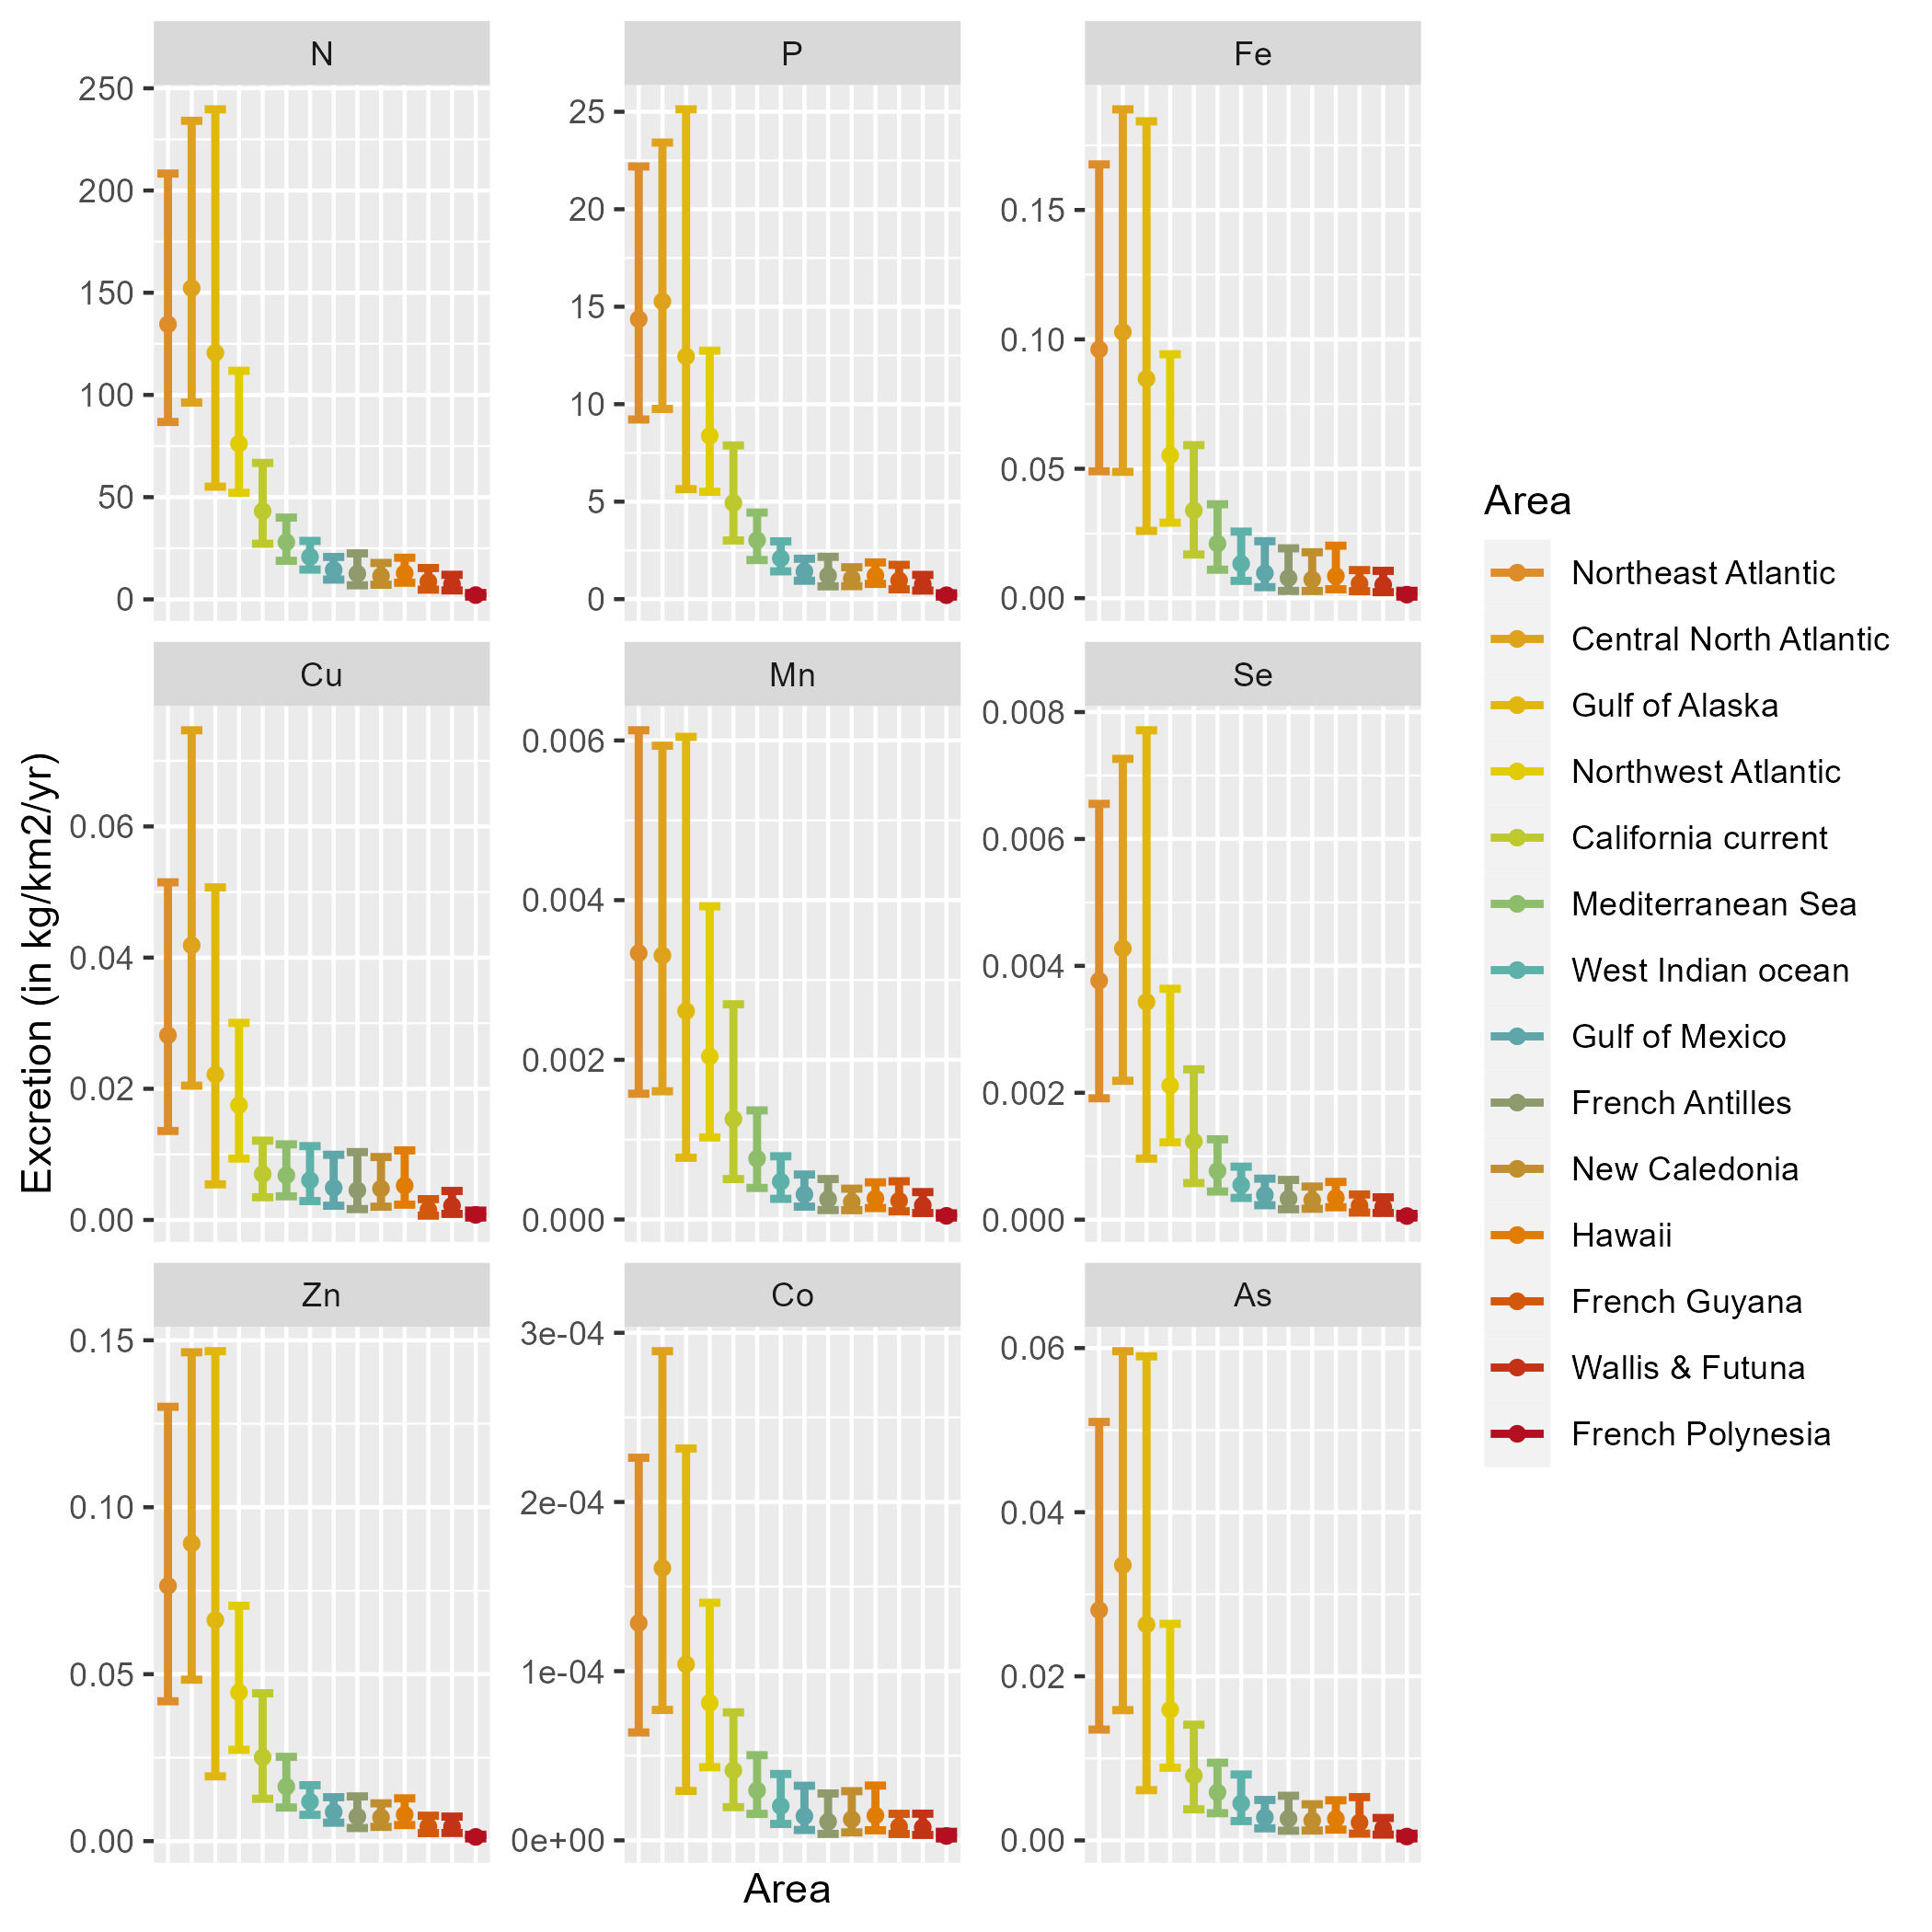 N P Fe
250
200
150
100
50
0
25
20
15
10
5
0
0.15
0.10
0.05
0.00
Cu Mn Se
0.06
0.04
0.02
0.00
0.006
0.004
0.002
0.000
0.008
0.006
0.004
0.002
0.000
Zn Co As
0.15
0.10
0.05
0.00
3e-04
2e-04
1e-04
0e+00
0.06
0.04
0.02
0.00
Excretion (in kg/km2/yr)
Area
Area
Northeast Atlantic
Central North Atlantic
Gulf of Alaska
Northwest Atlantic
California current
Mediterranean Sea
West Indian ocean
Gulf of Mexico
French Antilles
New Caledonia
Hawaii
French Guyana
Wallis & Futuna
French Polynesia